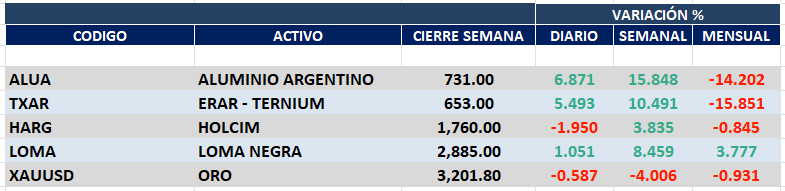 VARIACIÓN %
CODIGO ACTIVO CIERRE SEMANA DIARIO SEMANAL MENSUAL
ALUA ALUMINIO ARGENTINO 731.00 6.871 15.848 -14.202
TXAR ERAR - TERNIUM 653.00 5.493 10.491 -15.851
HARG HOLCIM 1,760.00 -1.950 3.835 -0.845
LOMA LOMA NEGRA 2,885.00 1.051 8.459 3.777
XAUUSD ORO 3,201.80 -0.587 -4.006 -0.931